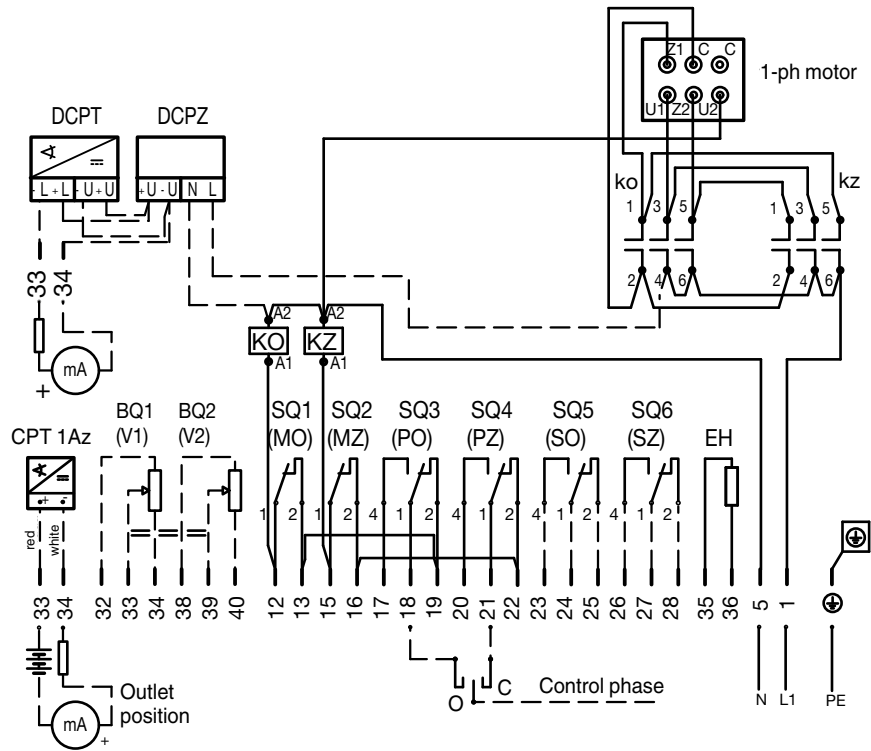 Z1 C C
1-ph motor
U1 Z2 U2
DCPT DCPZ
- L + L - U + U + U - U N L
ko kz
1 3 5 1 3 5
2 4 6 2 4 6
33 34
mA
+
A2 A2
KO KZ
A1 A1
CPT 1Az
BQ1 BQ2 SQ1 SQ2 SQ3 SQ4 SQ5 SQ6 EH
(V1) (V2) (MO) (MZ) (PO) (PZ) (SO) (SZ)
+ -
red white
1 2 1 2 4 1 2 4 1 2 4 1 2 4 1 2
33 34 32 33 34 38 39 40 12 13 15 16 17 18 19 20 21 22 23 24 25 26 27 28 35 36 5 1
Outlet
position
mA
+
O C Control phase
N L1 PE